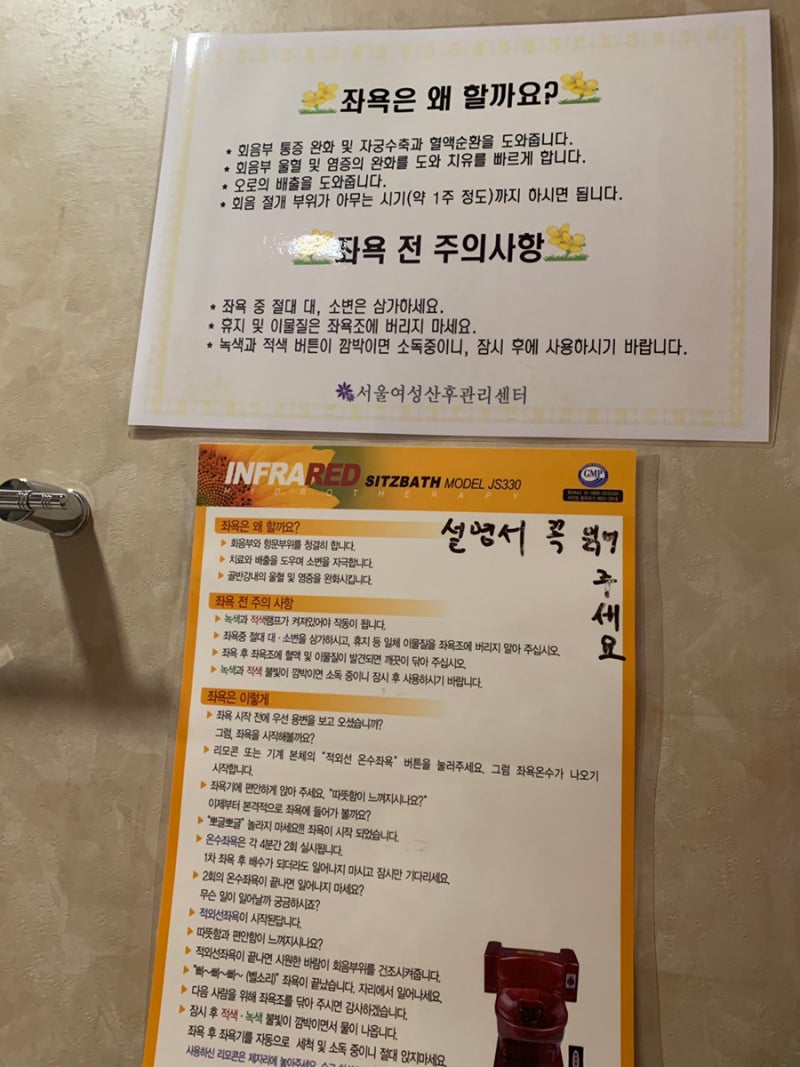 좌욕은 왜 할까요?
* 회음부 통증 완화 및 자궁수축과 혈액순환을 도와줍니다.
* 회음부 울혈 및 염증의 완화를 도와 치유를 빠르게 합니다.
* 오로의 배출을 도와줍니다.
* 회음 절개 부위가 아무는 시기(약 1주 정도)까지 하시면 됩니다.
좌욕 전 주의사항
* 좌욕 중 절대 대, 소변은 삼가하세요.
* 휴지 및 이물질은 좌욕조에 버리지 마세요.
* 녹색과 적색 버튼이 깜박이면 소독중이니, 잠시 후에 사용하시기 바랍니다.
서울여성산후관리센터
INFRARED SITZBATH MODEL JS330
HYDROTHERAPY
GMP
설명서 꼭 읽어
주
세
요
좌욕은 왜 할까요?
▶ 회음부와 항문부위를 청결히 합니다.
▶ 치료와 배출을 도우며 소변을 자극합니다.
▶ 골반강내의 울혈 및 염증을 완화시킵니다.
좌욕 전 주의 사항
▶ 녹색과 적색램프가 켜져있어야 작동이 됩니다.
▶ 좌욕중 절대 대·소변을 삼가하시고, 휴지 등 일체 이물질을 좌욕조에 버리지 말아 주십시오.
▶ 좌욕 후 좌욕조에 혈액 및 이물질이 발견되면 깨끗이 닦아 주십시오.
▶ 녹색과 적색 불빛이 깜박이면 소독 중이니 잠시 후 사용하시기 바랍니다.
좌욕은 이렇게
▶ 좌욕 시작 전에 우선 용변을 보고 오셨습니까?
그럼, 좌욕을 시작해볼까요?
▶ 리모콘 또는 기계 본체의 "적외선 온수좌욕" 버튼을 눌러주세요. 그럼 좌욕온수가 나오기
시작합니다.
▶ 좌욕기에 편안하게 앉아 주세요. "따뜻함이 느껴지시나요?"
이제부터 본격적으로 좌욕에 들어가 볼까요?
▶ "뽀글뽀글" 놀라지 마세요!!! 좌욕이 시작 되었습니다.
▶ 온수좌욕은 각 4분간 2회 실시됩니다.
1차 좌욕 후 배수가 되더라도 일어나지 마시고 잠시만 기다리세요.
▶ 2회의 온수좌욕이 끝나면 일어나지 마세요?
무슨 일이 일어날까 궁금하시죠?
▶ 적외선좌욕이 시작된답니다.
▶ 따뜻함과 편안함이 느껴지시나요?
▶ 적외선좌욕이 끝나면 시원한 바람이 회음부위를 건조시켜줍니다.
▶ "삐~삐~삐~ (벨소리)" 좌욕이 끝났습니다. 자리에서 일어나세요.
▶ 다음 사람을 위해 좌욕조를 닦아 주시면 감사하겠습니다.
▶ 잠시 후 적색·녹색 불빛이 깜박이면서 물이 나옵니다.
좌욕 후 좌욕기를 자동으로 세척 및 소독 중이니 절대 앉지마세요
사용하신 리모콘은 제자리에 놓아주세요.